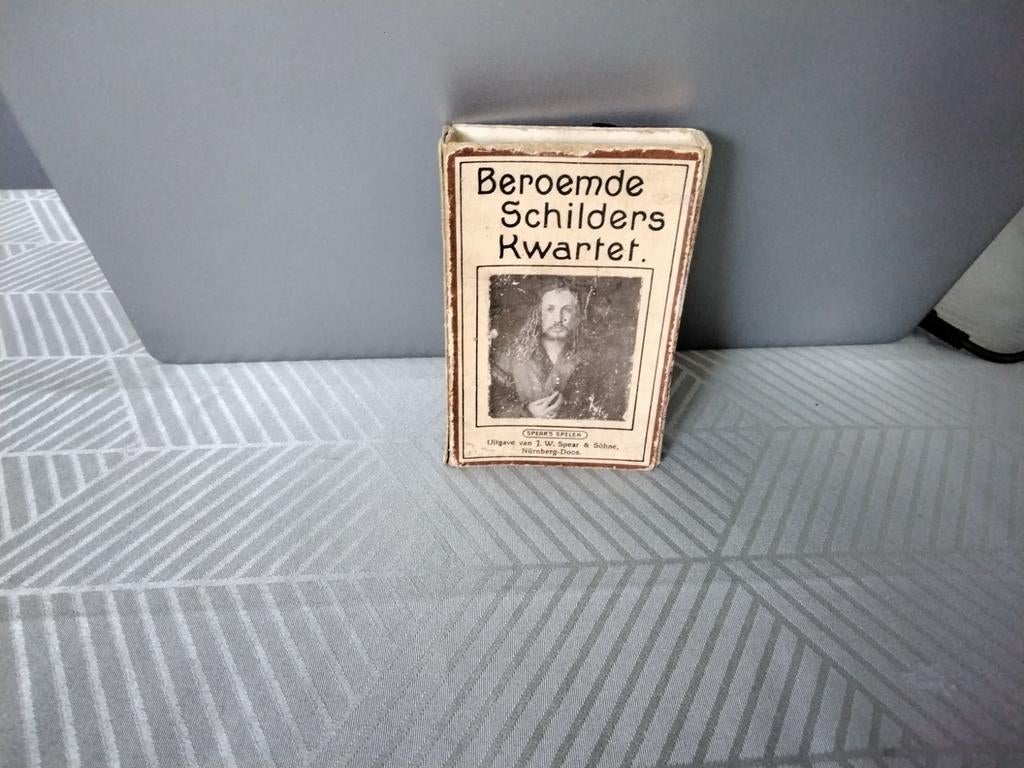 Beroemde
Schilders
Kwartet.
SPEAR'S SPELEN
Uitgave van J. W. Spear & Söhne,
Nürnberg-Doos.